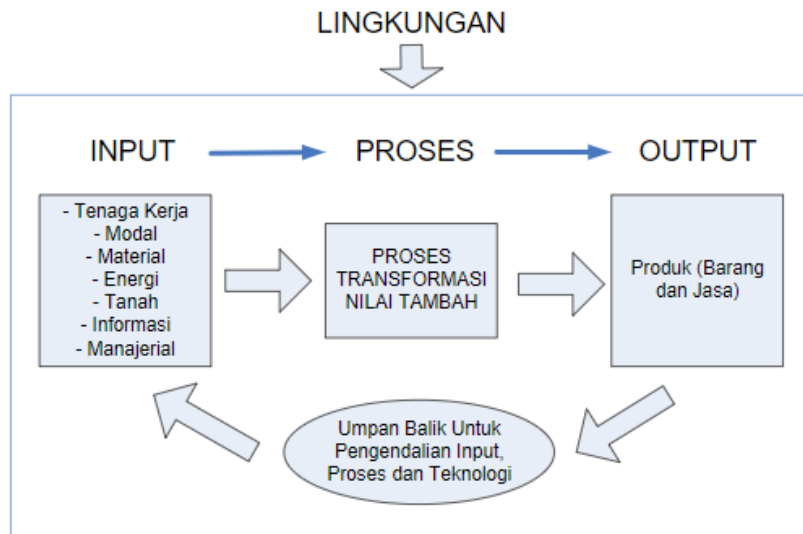 LINGKUNGAN
INPUT
PROSES
OUTPUT
- Tenaga Kerja
- Modal
- Material
- Energi
- Tanah
- Informasi
- Manajerial
PROSES
TRANSFORMASI
NILAI TAMBAH
Produk (Barang
dan Jasa)
Umpan Balik Untuk
Pengendalian Input,
Proses dan Teknologi